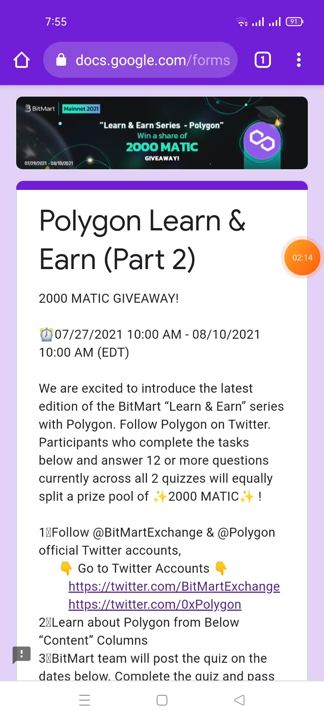 7:55
91
docs.google.com/forms
1
BitMart
Mainnet 2021
"Learn & Earn Series - Polygon"
Win a share of
2000 MATIC
GIVEAWAY!
07/29/2021 - 08/10/2021
Polygon Learn &
Earn (Part 2)
02:14
2000 MATIC GIVEAWAY!
⏰07/27/2021 10:00 AM - 08/10/2021
10:00 AM (EDT)
We are excited to introduce the latest
edition of the BitMart “Learn & Earn” series
with Polygon. Follow Polygon on Twitter.
Participants who complete the tasks
below and answer 12 or more questions
currently across all 2 quizzes will equally
split a prize pool of ✨2000 MATIC✨ !
1 Follow @BitMartExchange & @Polygon
official Twitter accounts,
👇 Go to Twitter Accounts 👇
https://twitter.com/BitMartExchange
https://twitter.com/0xPolygon
2 Learn about Polygon from Below
“Content” Columns
3 BitMart team will post the quiz on the
dates below. Complete the quiz and pass